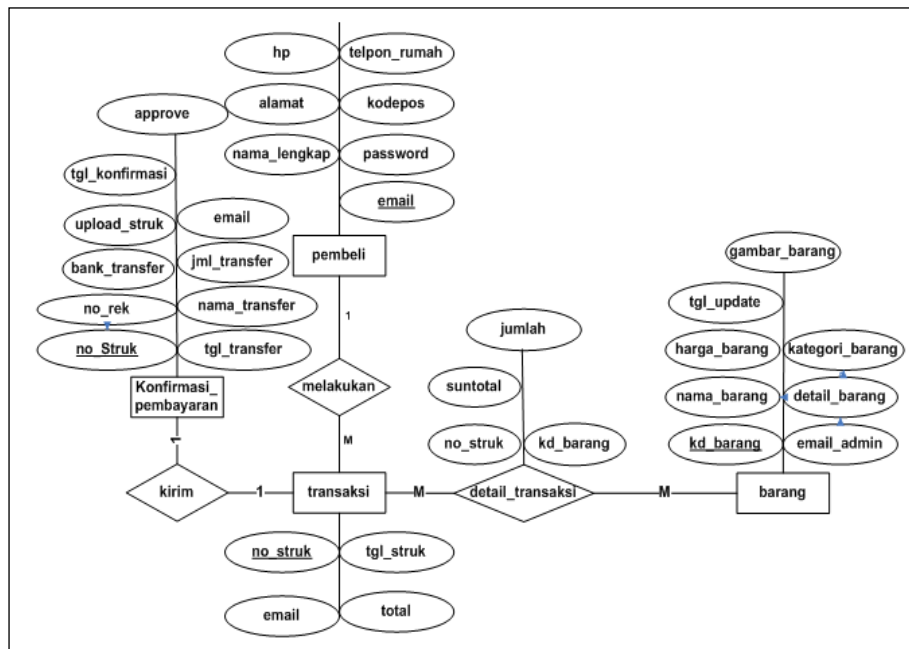 hp
telpon_rumah
alamat
kodepos
approve
nama_lengkap
password
tgl_konfirmasi
email
upload_struk
email
bank_transfer
jml_transfer
pembeli
gambar_barang
no_rek
nama_transfer
tgl_update
no_Struk
tgl_transfer
1
jumlah
harga_barang
kategori_barang
Konfirmasi_
pembayaran
melakukan
suntotal
nama_barang
detail_barang
1
M
no_struk
kd_barang
kd_barang
email_admin
kirim
1
transaksi
M
detail_transaksi
M
barang
no_struk
tgl_struk
email
total